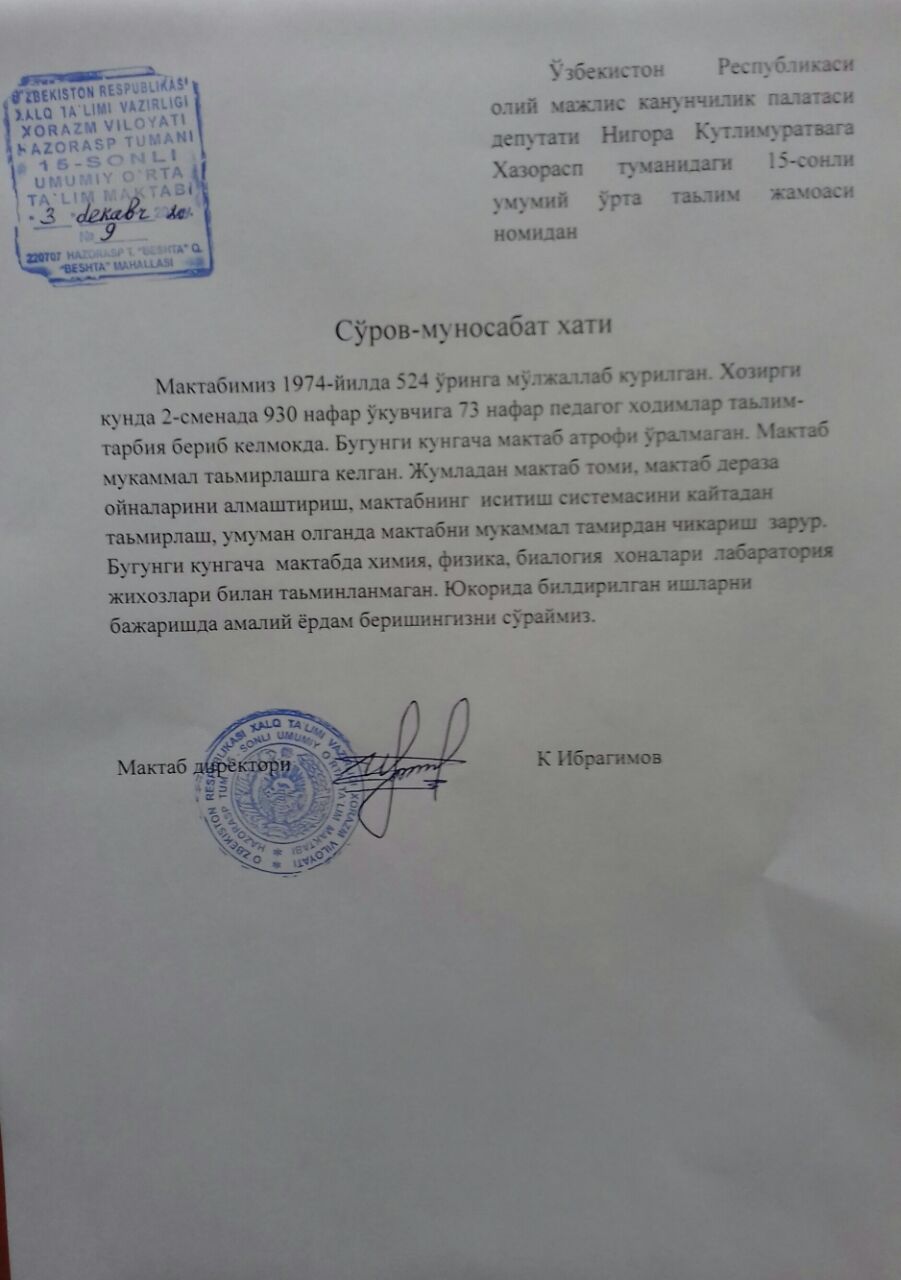 O'ZBEKISTON RESPUBLIKASI
XALQ TA'LIMI VAZIRLIGI
XORAZM VILOYATI
HAZORASP TUMANI
15-SONLI
UMUMIY O'RTA
TA'LIM MAKTABI
"3" декабр
№ 9
220707 HAZORASP T. "BESHTA" Q.
"BESHTA" MAHALLASI
Ўзбекистон Республикаси
олий мажлис канунчилик палатаси
депутати Нигора Кутлимуратвага
Хазорасп туманидаги 15-сонли
умумий ўрта таьлим жамоаси
номидан
Сўров-муносабат хати
Мактабимиз 1974-йилда 524 ўринга мўлжаллаб курилган. Хозирги
кунда 2-сменада 930 нафар ўкувчига 73 нафар педагог ходимлар таьлим-
тарбия бериб келмокда. Бугунги кунгача мактаб атрофи ўралмаган. Мактаб
мукаммал таьмирлашга келган. Жумладан мактаб томи, мактаб дераза
ойналарини алмаштириш, мактабнинг иситиш системасини кайтадан
таьмирлаш, умуман олганда мактабни мукаммал тамирдан чикариш зарур.
Бугунги кунгача мактабда химия, физика, биалогия хоналари лабаратория
жихозлари билан таьминланмаган. Юкорида билдирилган ишларни
бажаришда амалий ёрдам беришингизни сўраймиз.
Мактаб директори К Ибрагимов
O'ZBEKISTON RESPUBLIKASI XALQ TA'LIMI VAZIRLIGI XORAZM VILOYATI
HAZORASP TUMANI 15-SONLI UMUMIY O'RTA TA'LIM MAKTABI